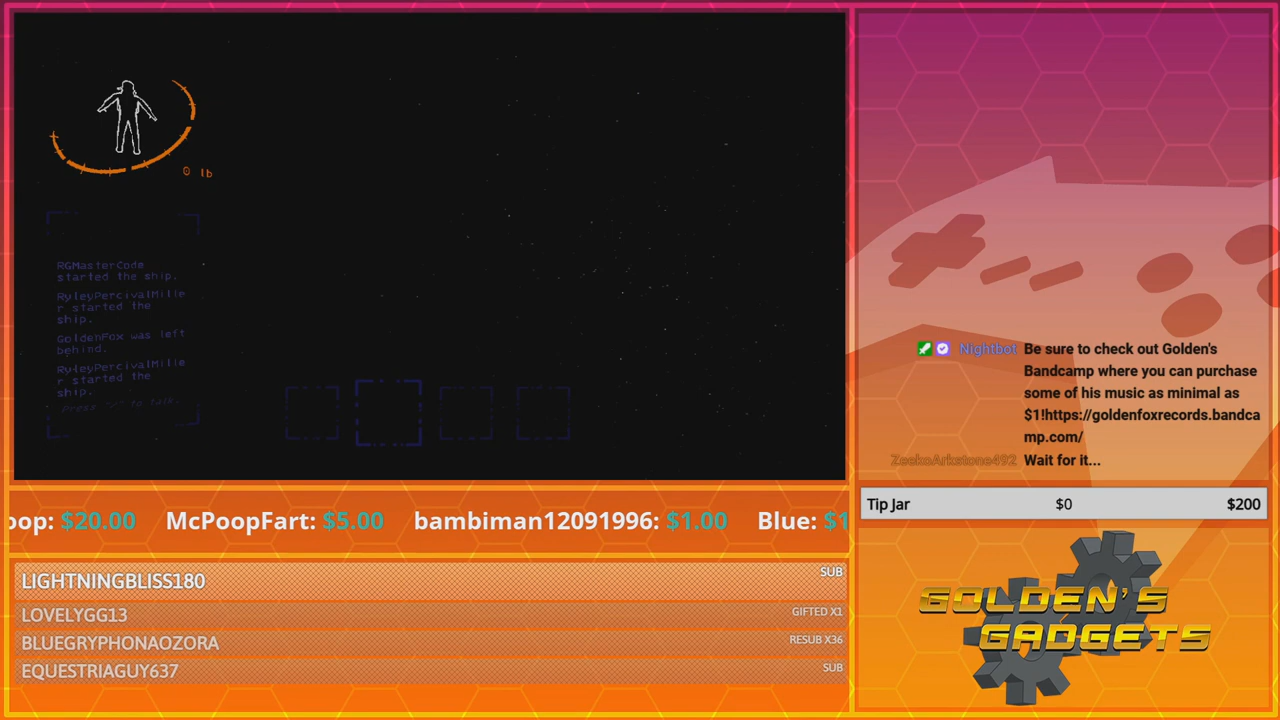 0 lb
RGMasterCode
started the ship.
RyleyPercivalMille
r started the
ship.
GoldenFox was left
behind.
RyleyPercivalMille
r started the
ship.
Nightbot Be sure to check out Golden's
Bandcamp where you can purchase
some of his music as minimal as
$1!https://goldenfoxrecords.bandca
mp.com/
ZeeksArkstone492 Wait for it...
Tip Jar $0 $200
oop: $20.00 McPoopFart: $5.00 bambiman12091996: $1.00 Blue: $1
LIGHTNINGBLISS180 SUB
LOVELYGG13 GIFTED X1
BLUEGRYPHONAOZORA RESUB X36
EQUESTRIAGUY637 SUB
GOLDEN'S
GADGETS